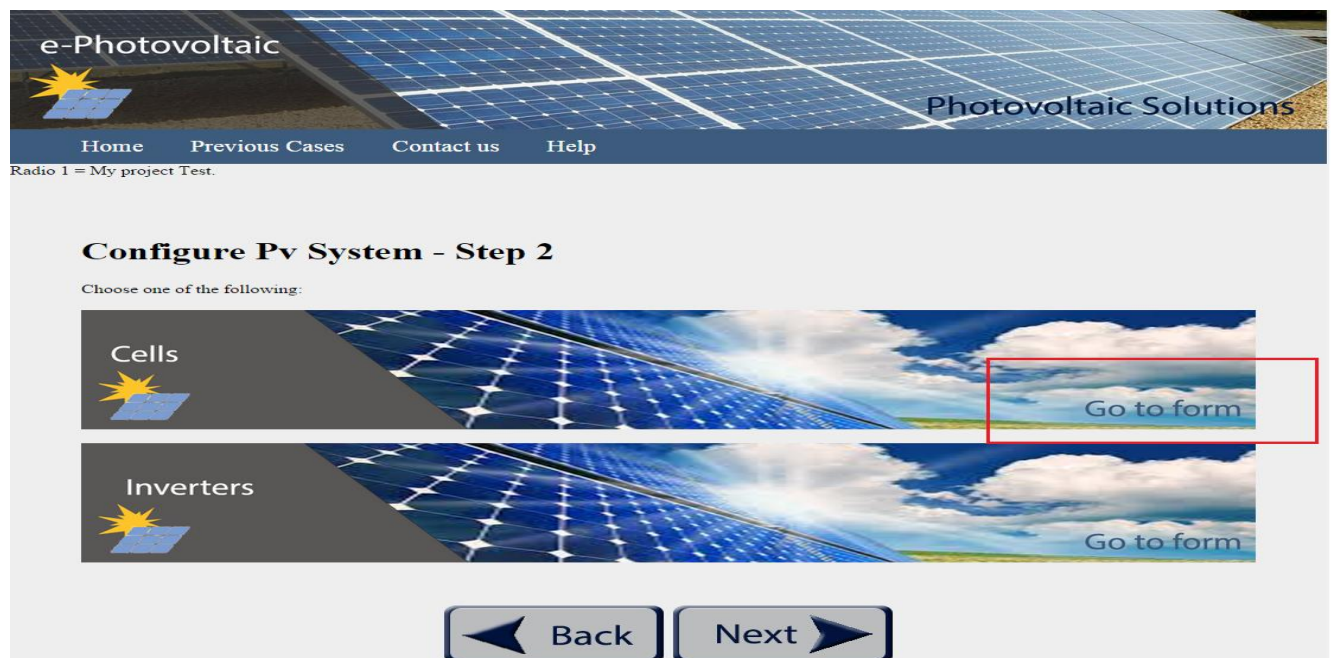 e-Photovoltaic
Photovoltaic Solutions
Home Previous Cases Contact us Help
Radio 1 = My project Test.
Configure Pv System - Step 2
Choose one of the following:
Cells
Go to form
Inverters
Go to form
Back Next